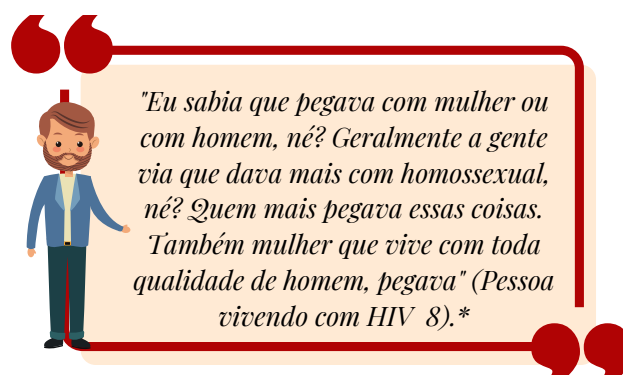 "Eu sabia que pegava com mulher ou
com homem, né? Geralmente a gente
via que dava mais com homossexual,
né? Quem mais pegava essas coisas.
Também mulher que vive com toda
qualidade de homem, pegava" (Pessoa
vivendo com HIV 8).*